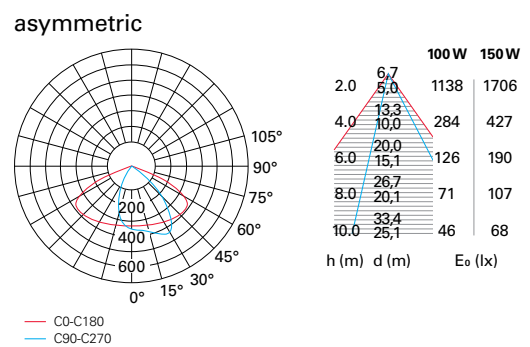 asymmetric
105°
90°
75°
60°
45°
30°
15°
0°
200
400
600
C0-C180
C90-C270
100 W 150 W
6,7
2.0 5,0 1138 1706
13,3
4.0 10,0 284 427
20,0
6.0 15,1 126 190
26,7
8.0 20,1 71 107
33,4
10.0 25,1 46 68
h (m) d (m) E₀ (lx)